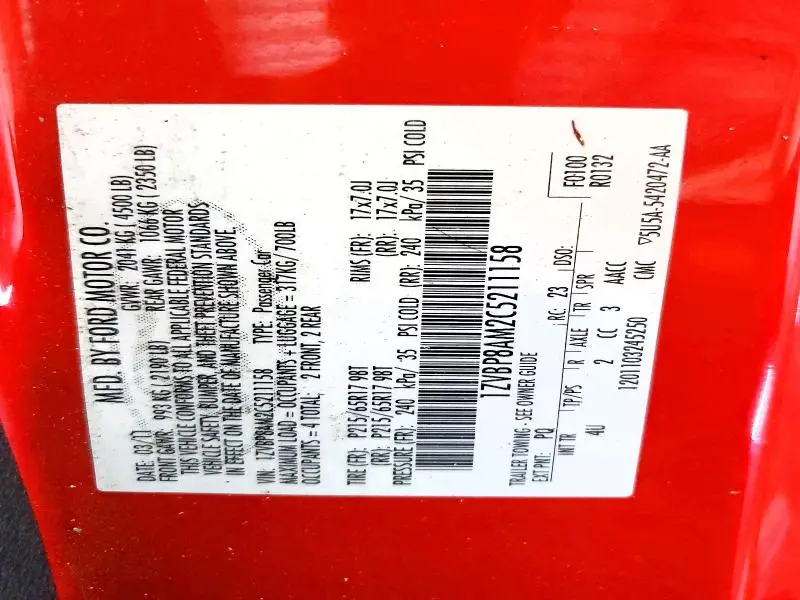 MFD. BY FORD MOTOR CO.
DATE: 03/11 GVWR: 2041 KG ( 4500 LB)
FRONT GAWR: 993 KG ( 2190 LB) REAR GAWR: 1066 KG ( 2350 LB)
THIS VEHICLE CONFORMS TO ALL APPLICABLE FEDERAL MOTOR
VEHICLE SAFETY, BUMPER, AND THEFT PREVENTION STANDARDS
IN EFFECT ON THE DATE OF MANUFACTURE SHOWN ABOVE.
VIN: 1ZVBP8AM2C5211158 TYPE: Passenger Car
MAXIMUM LOAD = OCCUPANTS + LUGGAGE = 317KG/700LB
OCCUPANTS = 4 TOTAL; 2 FRONT, 2 REAR
TIRE (FR): P215/65R17 98T RIMS (FR): 17x7.0J
(RR): P215/65R17 98T (RR): 17x7.0J
PRESSURE (FR): 240 kPa/ 35 PSI COLD (RR): 240 kPa/ 35 PSI COLD
1ZVBP8AM2C5211158
TRAILER TOWING - SEE OWNER GUIDE F0100
EXT PNT: PQ RC: 23 DSO: R0132
INT TR TP/PS R AXLE TR SPR
4U 2 CC 3 AACC
12011103245250 CMC ▽5U5A-5420472-AA